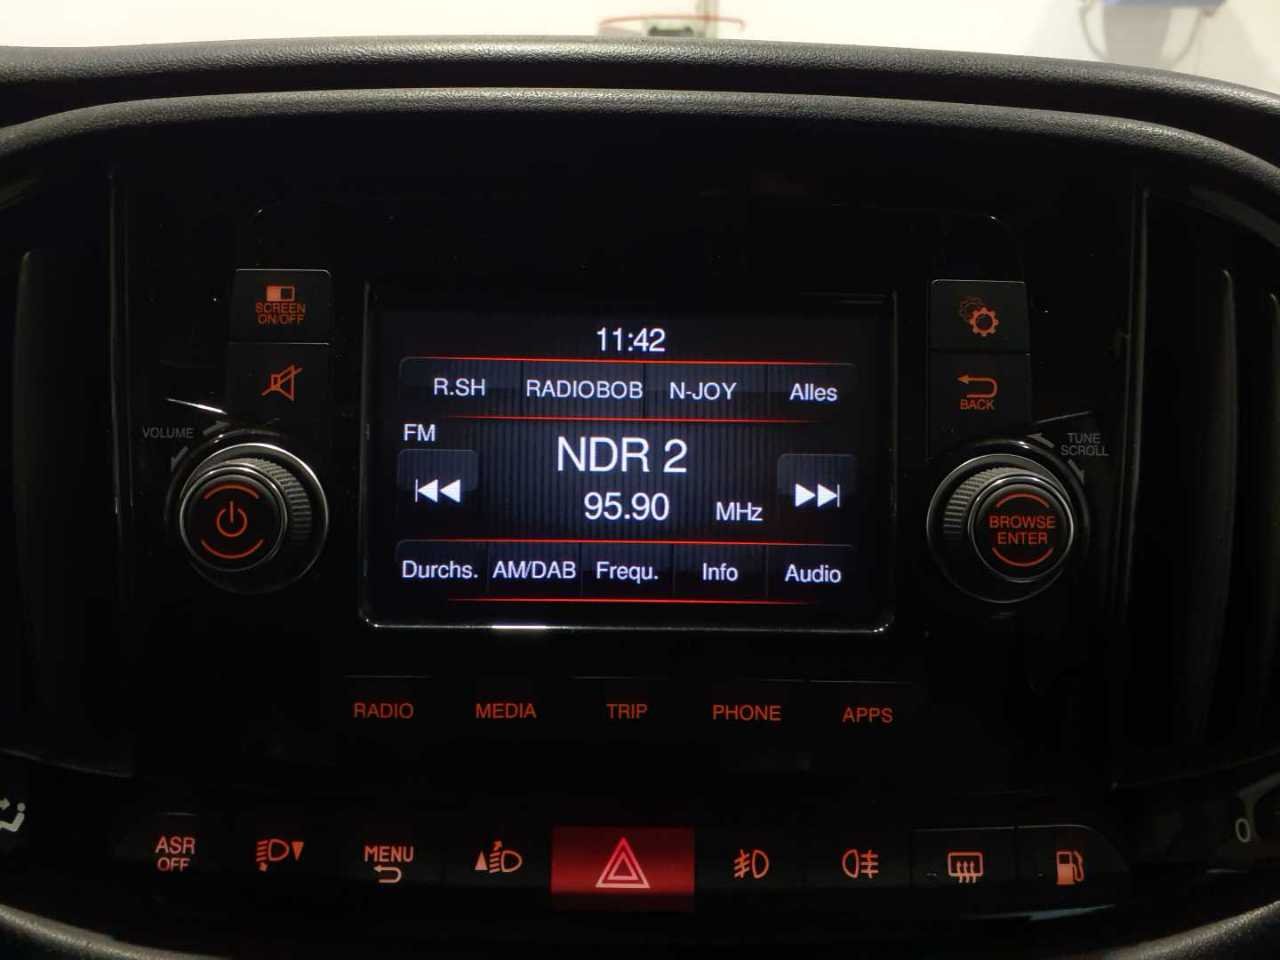 11:42
SCREEN
ON/OFF
R.SH RADIOBOB N-JOY Alles
BACK
FM
VOLUME
NDR 2
TUNE
SCROLL
95.90 MHz
BROWSE
ENTER
Durchs. AM/DAB Frequ. Info Audio
RADIO MEDIA TRIP PHONE APPS
ASR
OFF
MENU
0